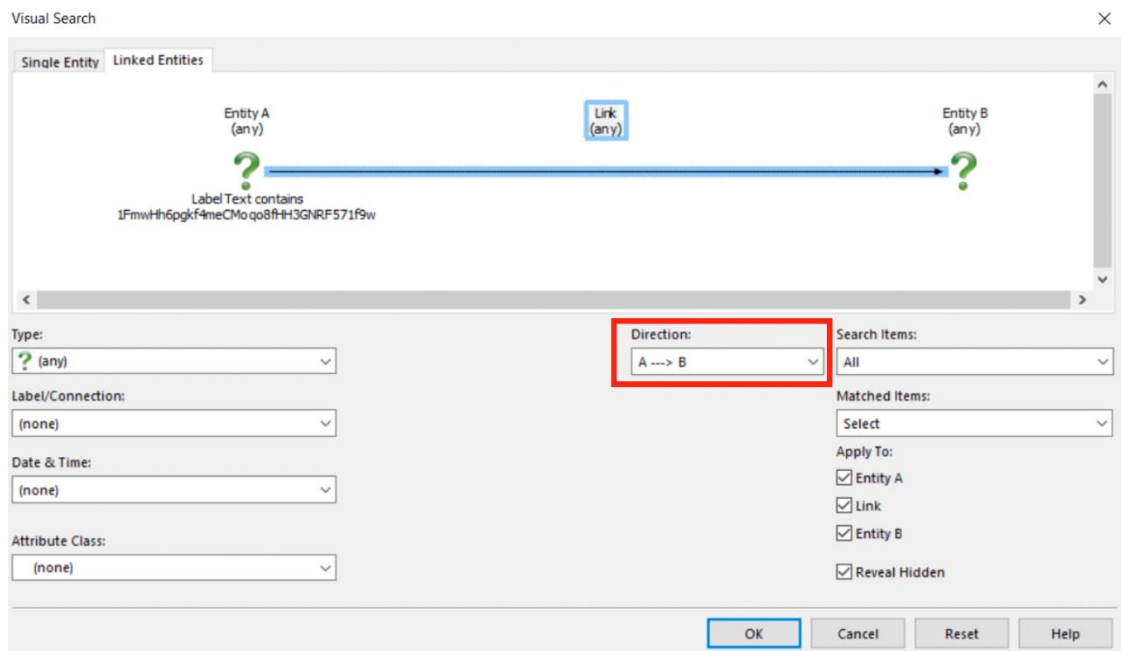 Visual Search
Single Entity
Linked Entities
Entity A
(any)
Link
(any)
Entity B
(any)
Label Text contains
1FmwHh6pgkf4meCMoqo8fHH3GNRF571f9w
Type:
(any)
Direction:
A ---> B
Search Items:
All
Label/Connection:
(none)
Matched Items:
Select
Date & Time:
(none)
Apply To:
Entity A
Link
Entity B
Attribute Class:
(none)
Reveal Hidden
OK
Cancel
Reset
Help